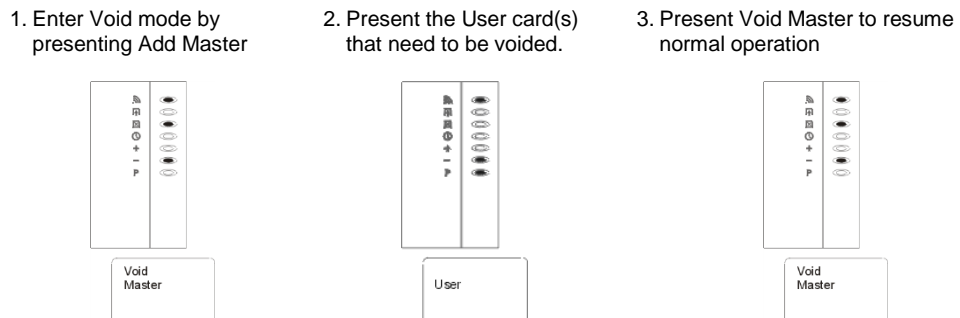 1. Enter Void mode by
presenting Add Master
2. Present the User card(s)
that need to be voided.
3. Present Void Master to resume
normal operation
+
−
P
Void
Master
+
−
P
User
+
−
P
Void
Master